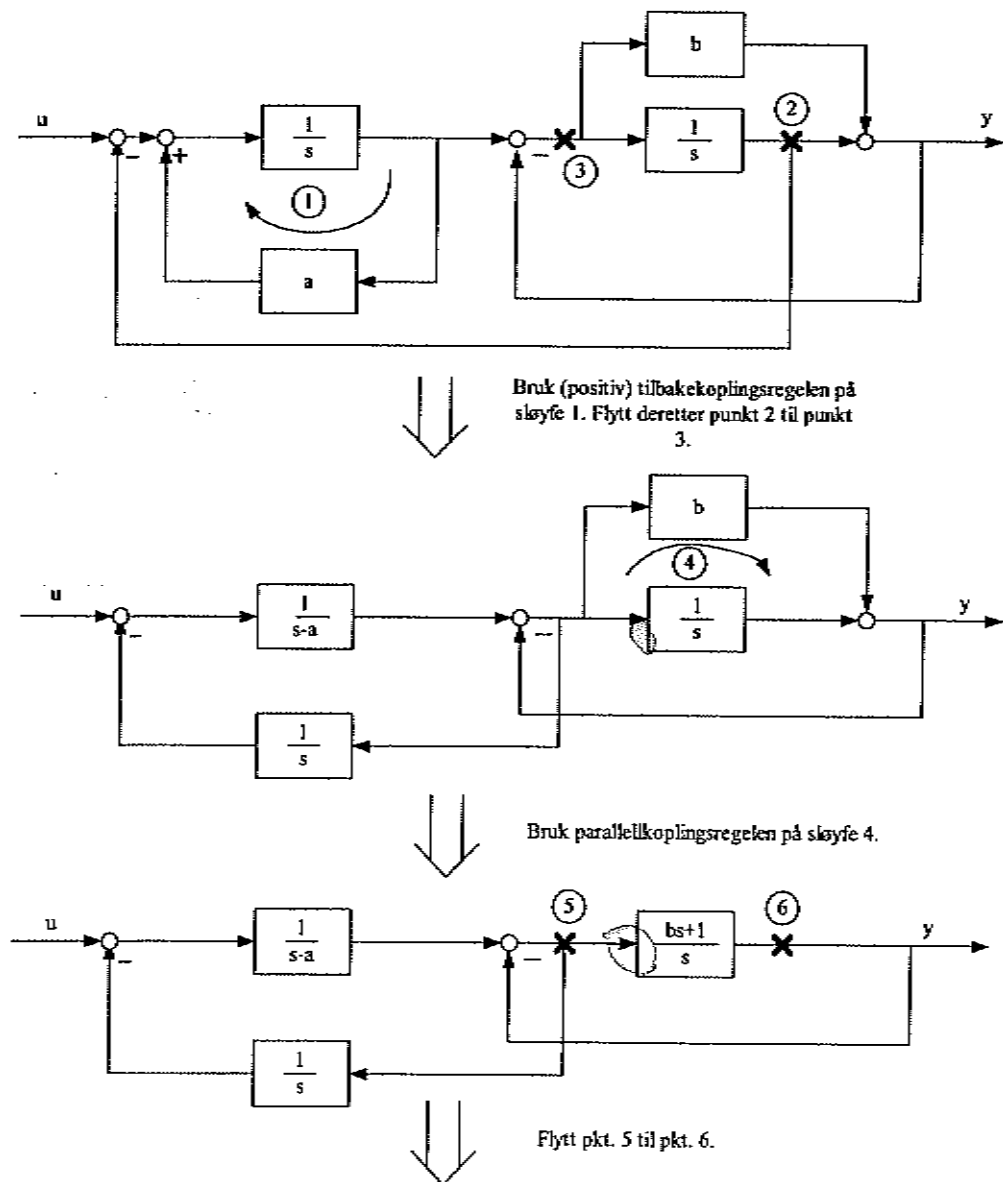 b
u
1
s
②
1
s
y
−
+
−
③
①
a
Bruk (positiv) tilbakekoplingsregelen på
sløyfe 1. Flytt deretter punkt 2 til punkt
3.
b
④
u
1
s-a
1
s
y
−
−
1
s
Bruk parallellkoplingsregelen på sløyfe 4.
⑤
⑥
u
1
s-a
bs+1
s
y
−
−
1
s
Flytt pkt. 5 til pkt. 6.